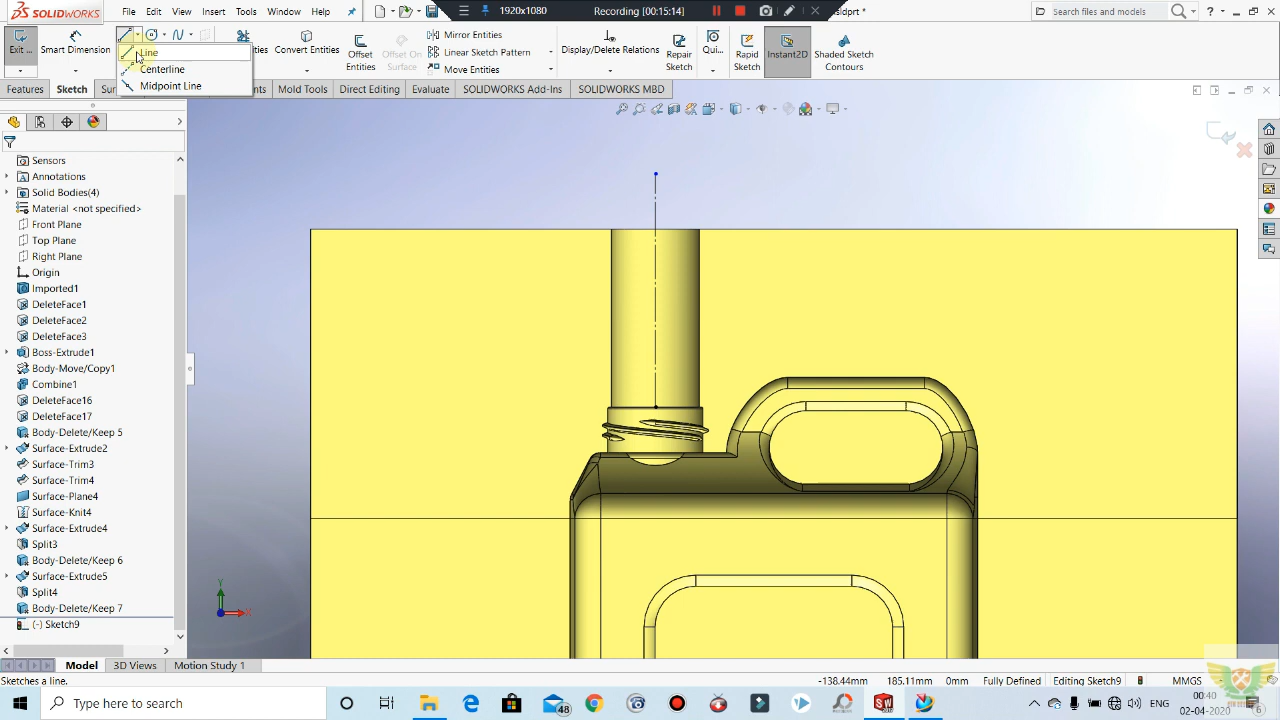 SOLIDWORKS
File
Edit
View
Insert
Tools
Window
Help
1920x1080
Recording [00:15:14]
sldprt *
Search files and models
?
Exit ...
Smart Dimension
Line
Centerline
Midpoint Line
Convert Entities
Offset Entities
Offset On Surface
Mirror Entities
Linear Sketch Pattern
Move Entities
Display/Delete Relations
Repair Sketch
Qui...
Rapid Sketch
Instant2D
Shaded Sketch Contours
Features
Sketch
Mold Tools
Direct Editing
Evaluate
SOLIDWORKS Add-Ins
SOLIDWORKS MBD
Sensors
Annotations
Solid Bodies(4)
Material <not specified>
Front Plane
Top Plane
Right Plane
Origin
Imported1
DeleteFace1
DeleteFace2
DeleteFace3
Boss-Extrude1
Body-Move/Copy1
Combine1
DeleteFace16
DeleteFace17
Body-Delete/Keep 5
Surface-Extrude2
Surface-Trim3
Surface-Trim4
Surface-Plane4
Surface-Knit4
Surface-Extrude4
Split3
Body-Delete/Keep 6
Surface-Extrude5
Split4
Body-Delete/Keep 7
(-) Sketch9
Y
X
Model
3D Views
Motion Study 1
Sketches a line.
-138.44mm
185.11mm
0mm
Fully Defined
Editing Sketch9
MMGS
Type here to search
48
ENG
00:40
02-04-2020
6